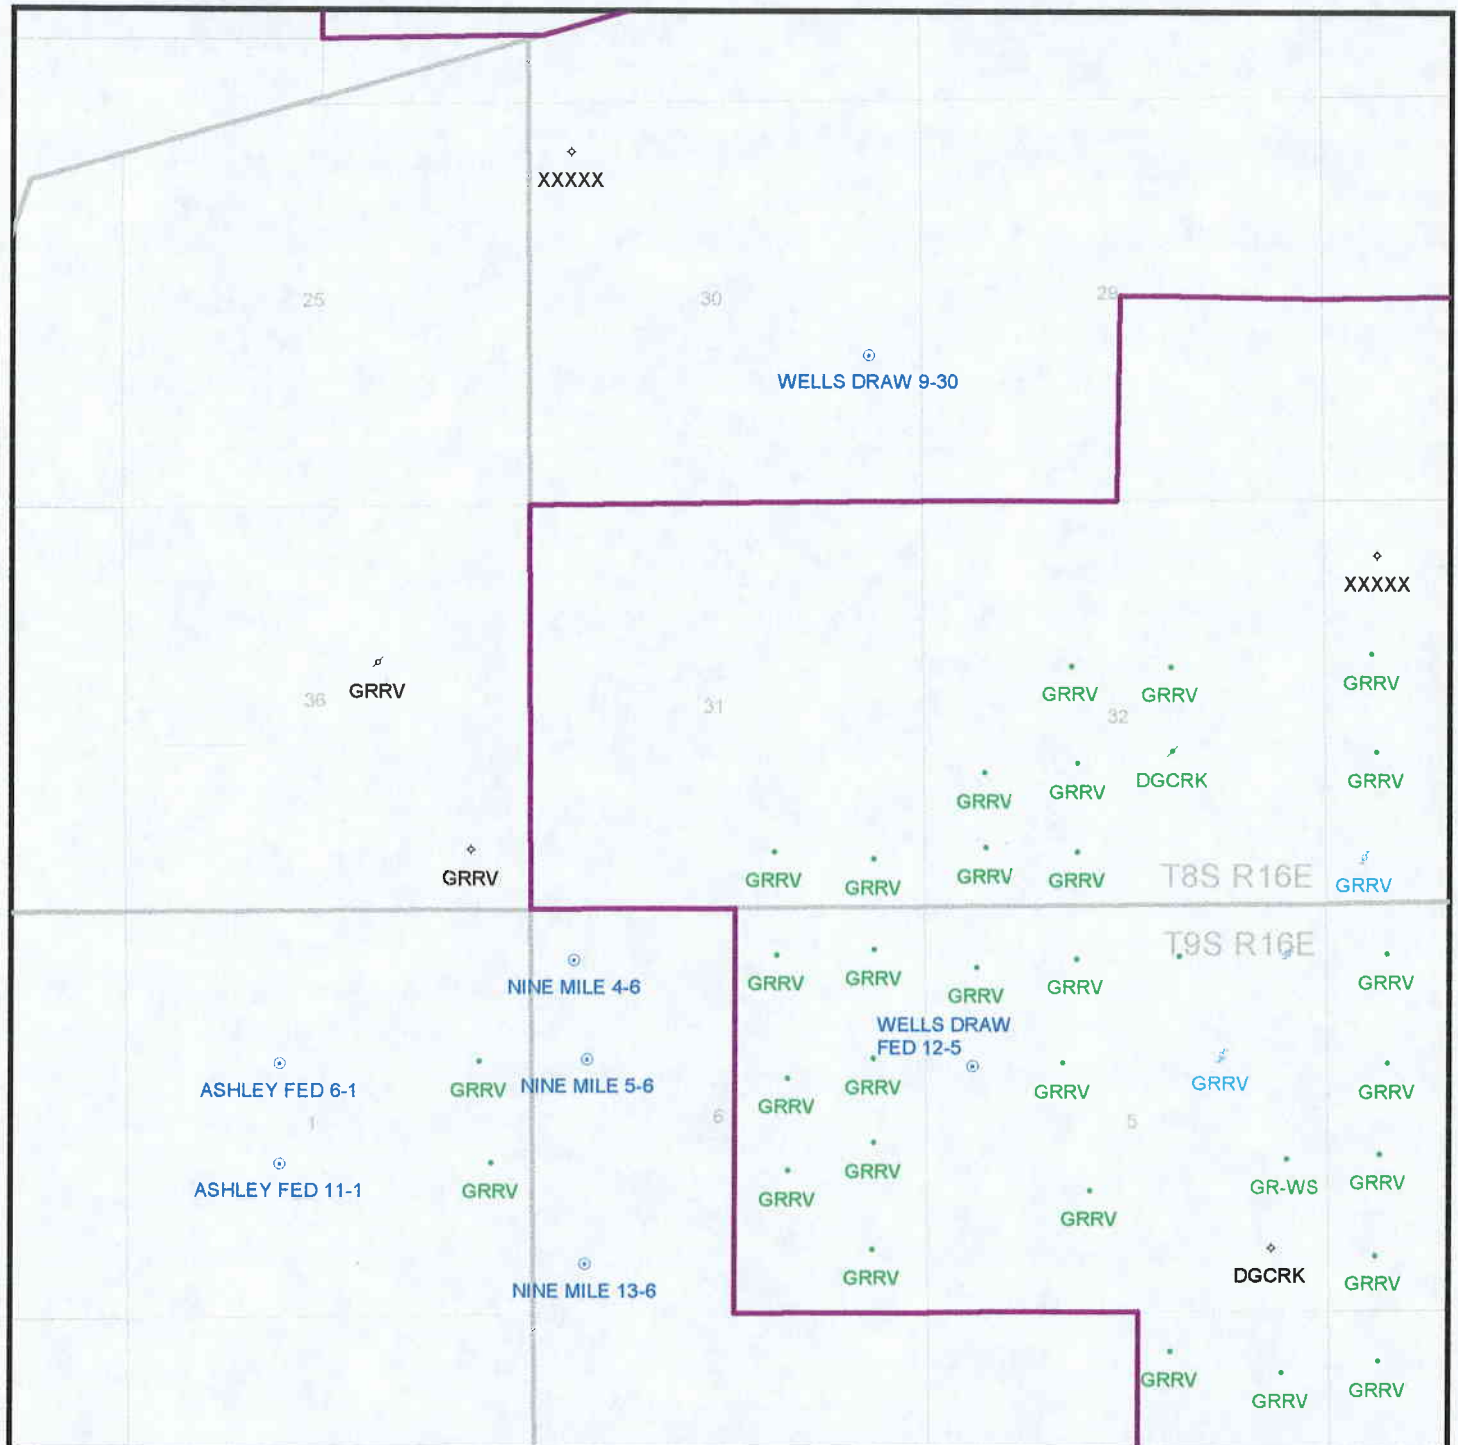 XXXXX
25
30
29
WELLS DRAW 9-30
XXXXX
GRRV
GRRV
GRRV
GRRV
36
31
32
GRRV
GRRV
DGCRK
GRRV
GRRV
GRRV
GRRV
GRRV
GRRV
T8S R16E
GRRV
T9S R16E
NINE MILE 4-6
GRRV
GRRV
GRRV
GRRV
GRRV
WELLS DRAW
FED 12-5
ASHLEY FED 6-1
GRRV
NINE MILE 5-6
GRRV
GRRV
GRRV
GRRV
GRRV
1
6
5
ASHLEY FED 11-1
GRRV
GRRV
GRRV
GRRV
GR-WS
GRRV
NINE MILE 13-6
GRRV
DGCRK
GRRV
GRRV
GRRV
GRRV